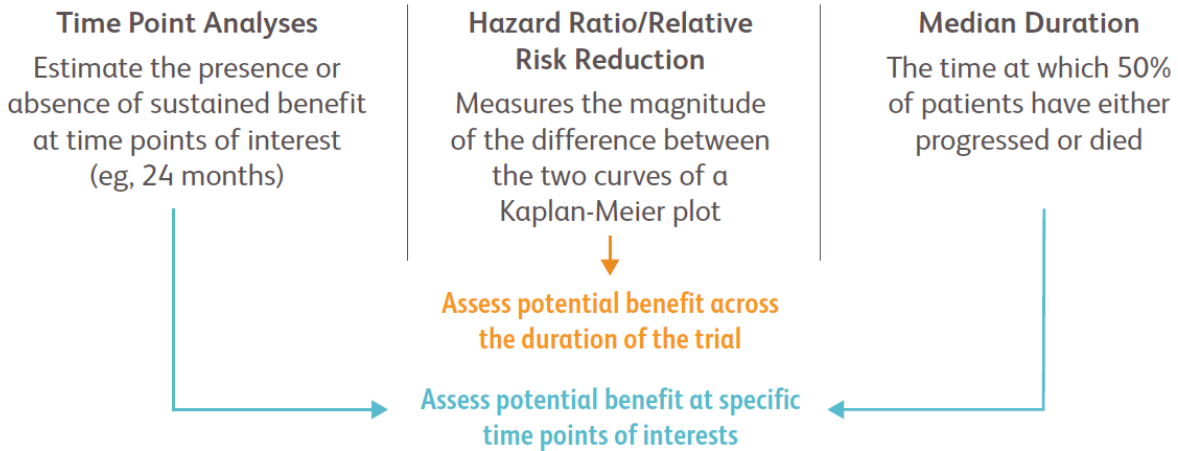 Time Point Analyses
Estimate the presence or
absence of sustained benefit
at time points of interest
(eg, 24 months)
Hazard Ratio/Relative
Risk Reduction
Measures the magnitude
of the difference between
the two curves of a
Kaplan-Meier plot
Median Duration
The time at which 50%
of patients have either
progressed or died
Assess potential benefit across
the duration of the trial
Assess potential benefit at specific
time points of interests